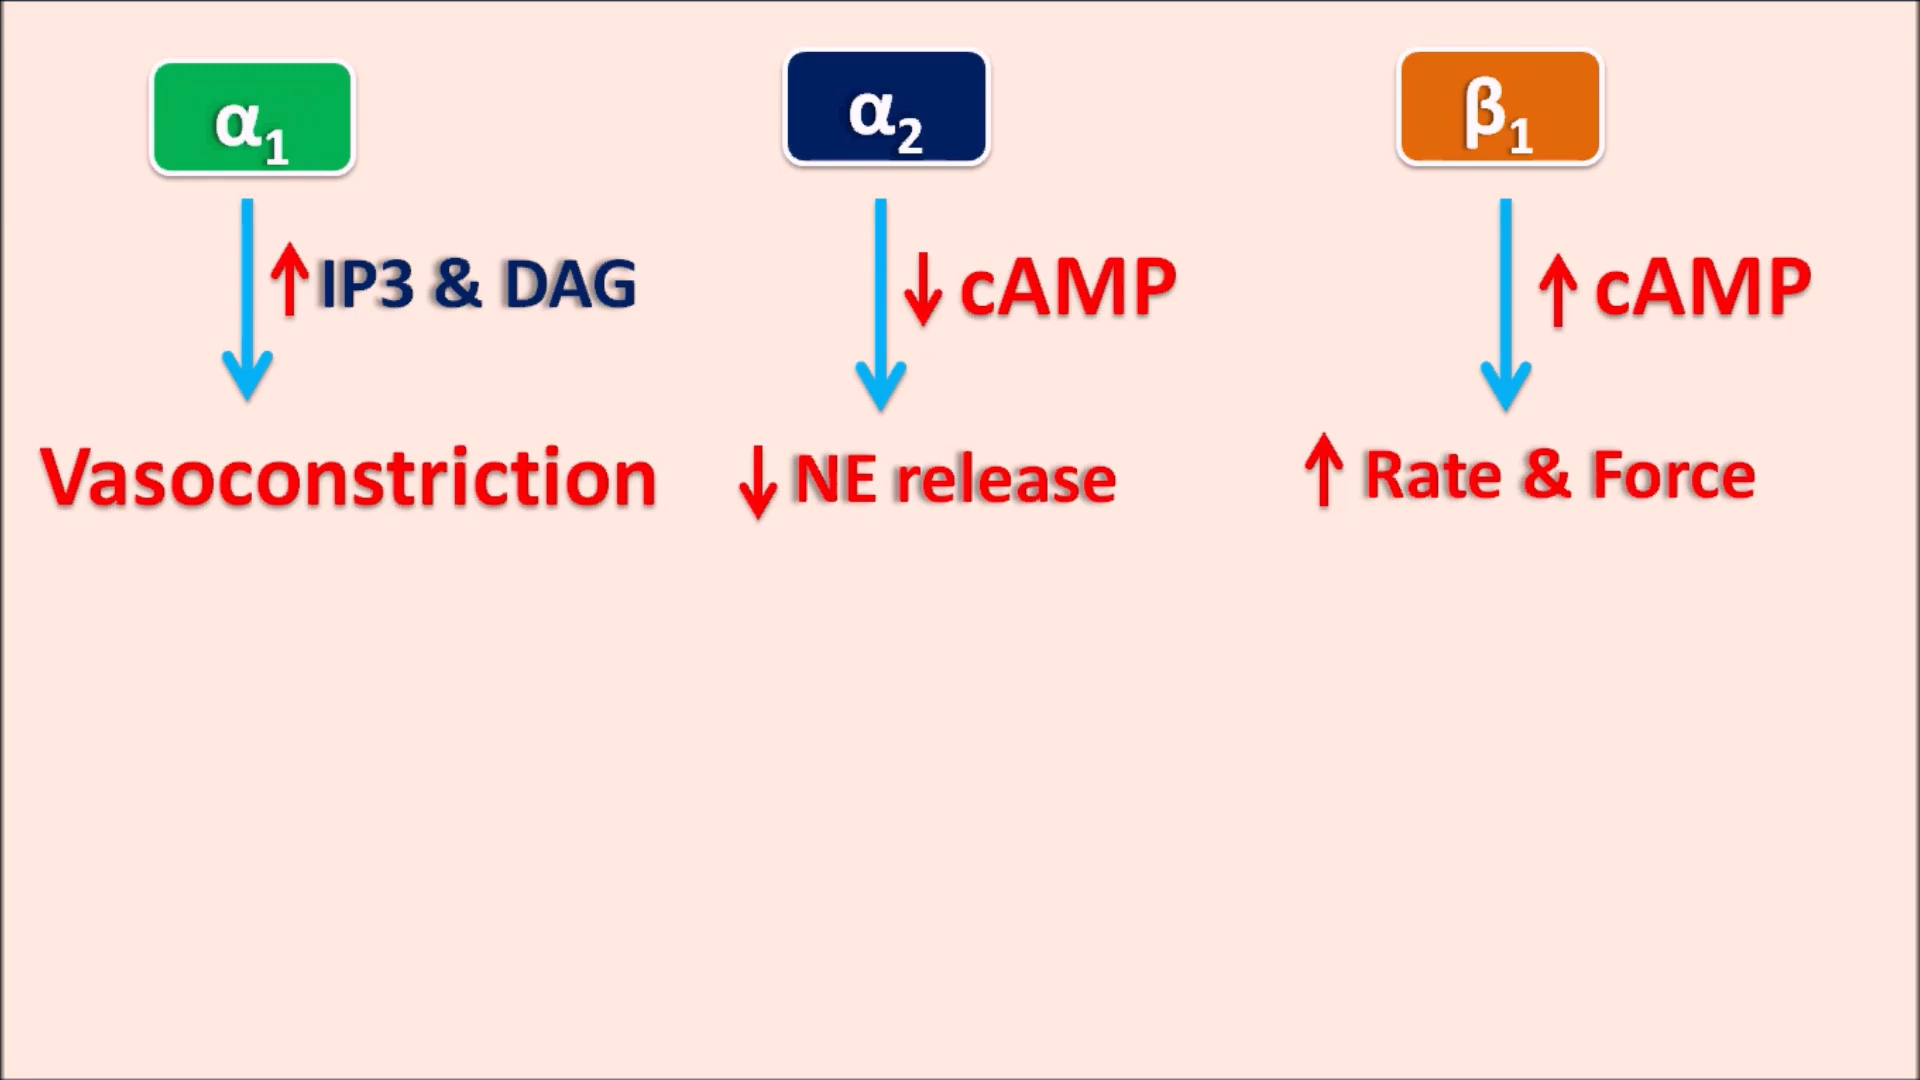 α₁
α₂
β₁
↑ IP3 & DAG
↓ cAMP
↑ cAMP
Vasoconstriction
↓ NE release
↑ Rate & Force